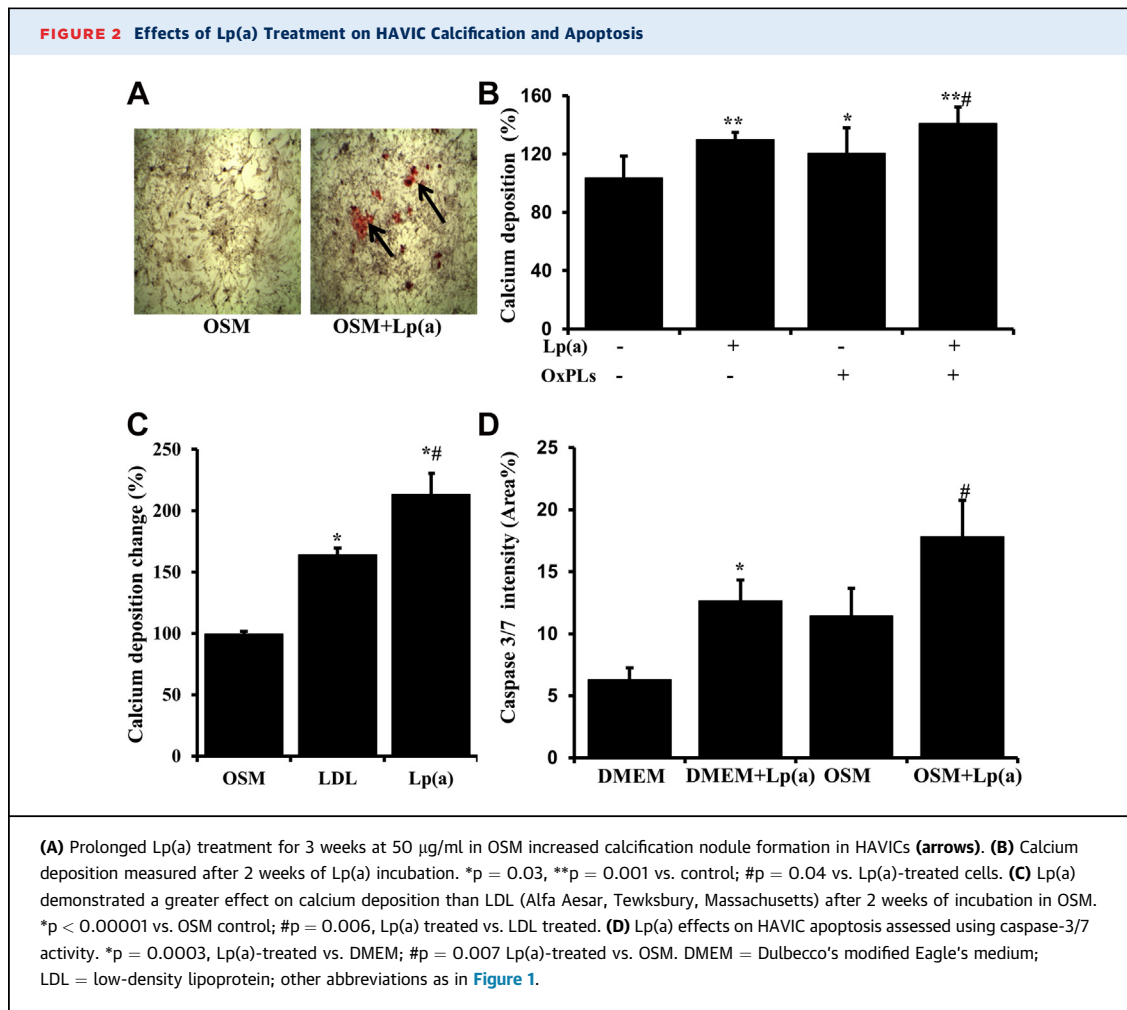 FIGURE 2 Effects of Lp(a) Treatment on HAVIC Calcification and Apoptosis
A
OSM
OSM+Lp(a)
B
Calcium deposition (%)
160
120
80
40
0
**
*
**#
Lp(a) - + - +
OxPLs - - + +
C
Calcium deposition change (%)
250
200
150
100
50
0
*
*#
OSM LDL Lp(a)
D
Caspase 3/7 intensity (Area%)
25
20
15
10
5
0
*
#
DMEM DMEM+Lp(a) OSM OSM+Lp(a)
(A) Prolonged Lp(a) treatment for 3 weeks at 50 μg/ml in OSM increased calcification nodule formation in HAVICs (arrows). (B) Calcium
deposition measured after 2 weeks of Lp(a) incubation. *p = 0.03, **p = 0.001 vs. control; #p = 0.04 vs. Lp(a)-treated cells. (C) Lp(a)
demonstrated a greater effect on calcium deposition than LDL (Alfa Aesar, Tewksbury, Massachusetts) after 2 weeks of incubation in OSM.
*p < 0.00001 vs. OSM control; #p = 0.006, Lp(a) treated vs. LDL treated. (D) Lp(a) effects on HAVIC apoptosis assessed using caspase-3/7
activity. *p = 0.0003, Lp(a)-treated vs. DMEM; #p = 0.007 Lp(a)-treated vs. OSM. DMEM = Dulbecco's modified Eagle's medium;
LDL = low-density lipoprotein; other abbreviations as in Figure 1.